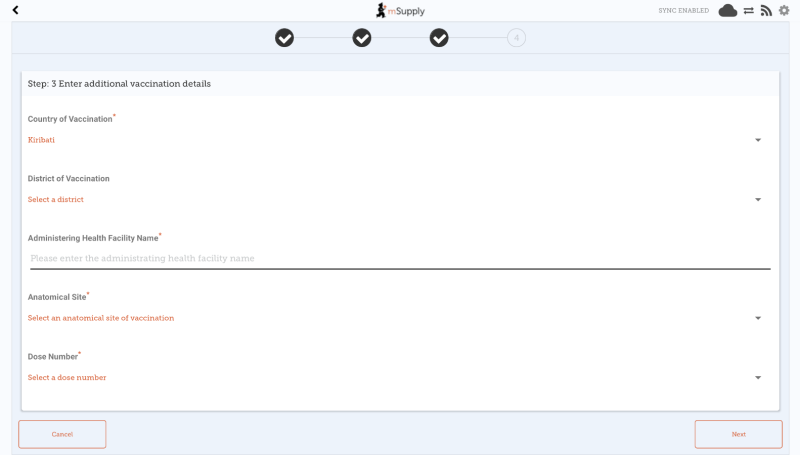 mSupply
SYNC ENABLED
4
Step: 3 Enter additional vaccination details
Country of Vaccination*
Kiribati
District of Vaccination
Select a district
Administering Health Facility Name*
Please enter the administrating health facility name
Anatomical Site*
Select an anatomical site of vaccination
Dose Number*
Select a dose number
Cancel
Next